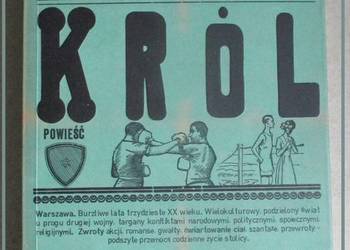 KRÓL
POWIEŚĆ
Warszawa. Burzliwe lata trzydzieste XX wieku. Wielokulturowy, podzielony świat
u progu drugiej wojny, targany konfliktami narodowymi, politycznymi, społecznymi,
religijnymi. Zwroty akcji, romanse, gwałty, ćwiartowanie ciał, szantaże, przewroty -
podszyte przemocą codzienne życie stolicy.